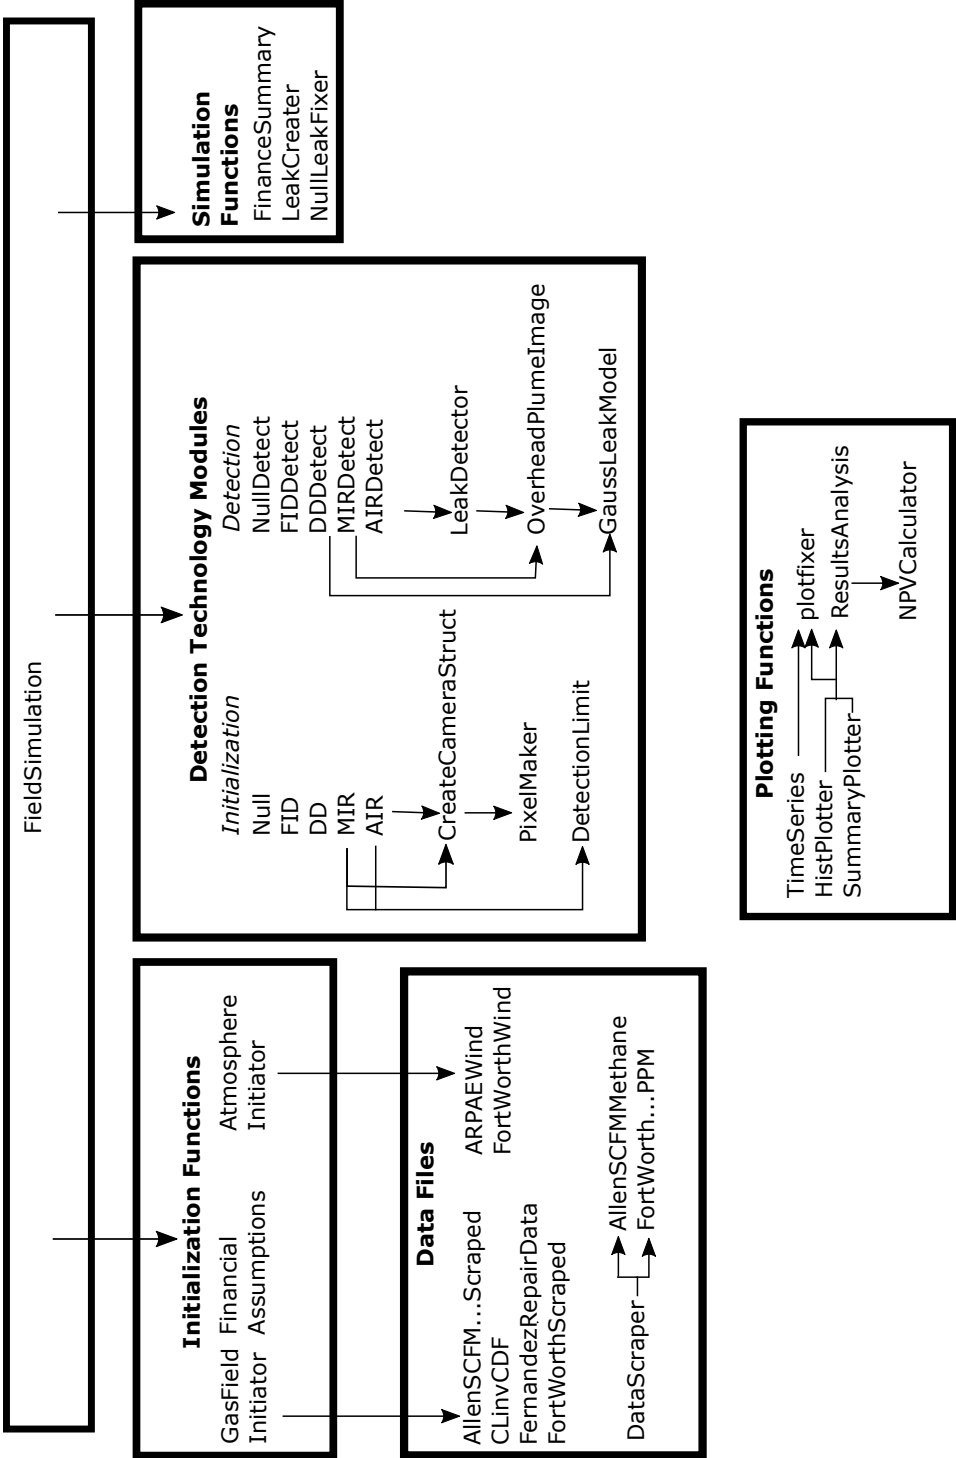 FieldSimulation
Initialization Functions
GasField
Initiator
Financial
Assumptions
Atmosphere
Initiator
Detection Technology Modules
Initialization
Null
FID
DD
MIR
AIR
CreateCameraStruct
PixelMaker
DetectionLimit
Detection
NullDetect
FIDDetect
DDDetect
MIRDetect
AIRDetect
LeakDetector
OverheadPlumeImage
GaussLeakModel
Simulation
Functions
FinanceSummary
LeakCreater
NullLeakFixer
Data Files
AllenSCFM...Scraped
CLinvCDF
FernandezRepairData
FortWorthScraped
ARPAEWind
FortWorthWind
DataScraper
AllenSCFMMethane
FortWorth...PPM
Plotting Functions
TimeSeries
HistPlotter
SummaryPlotter
plotfixer
ResultsAnalysis
NPVCalculator